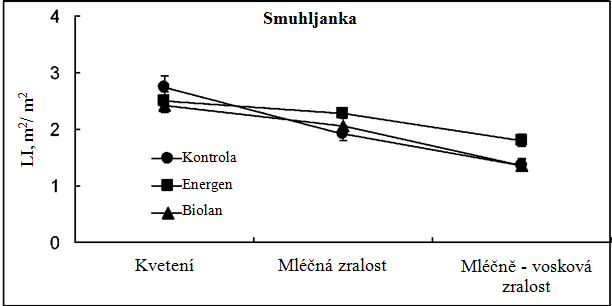 Smuhljanka
4
3
2
1
0
LI, m²/ m²
Kontrola
Energen
Biolan
Kvetení
Mléčná zralost
Mléčně - vosková
zralost